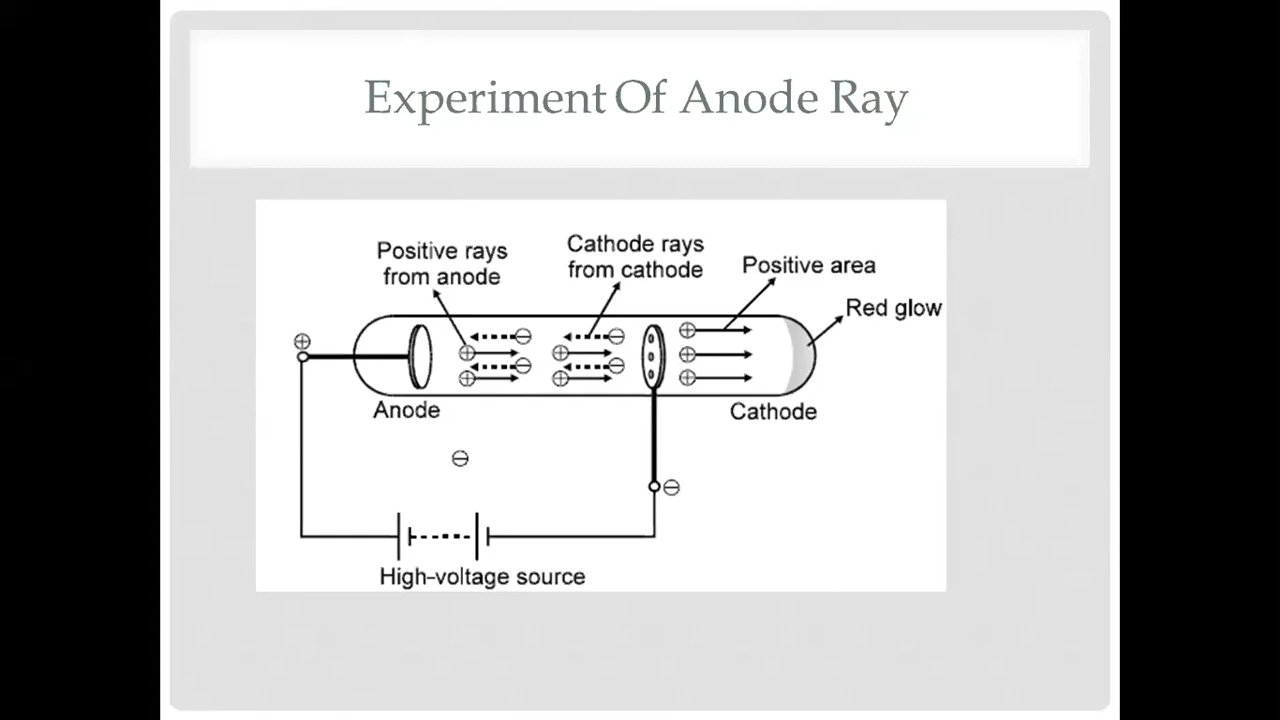 Experiment Of Anode Ray
Positive rays
from anode
Cathode rays
from cathode
Positive area
Red glow
Anode
Cathode
High-voltage source